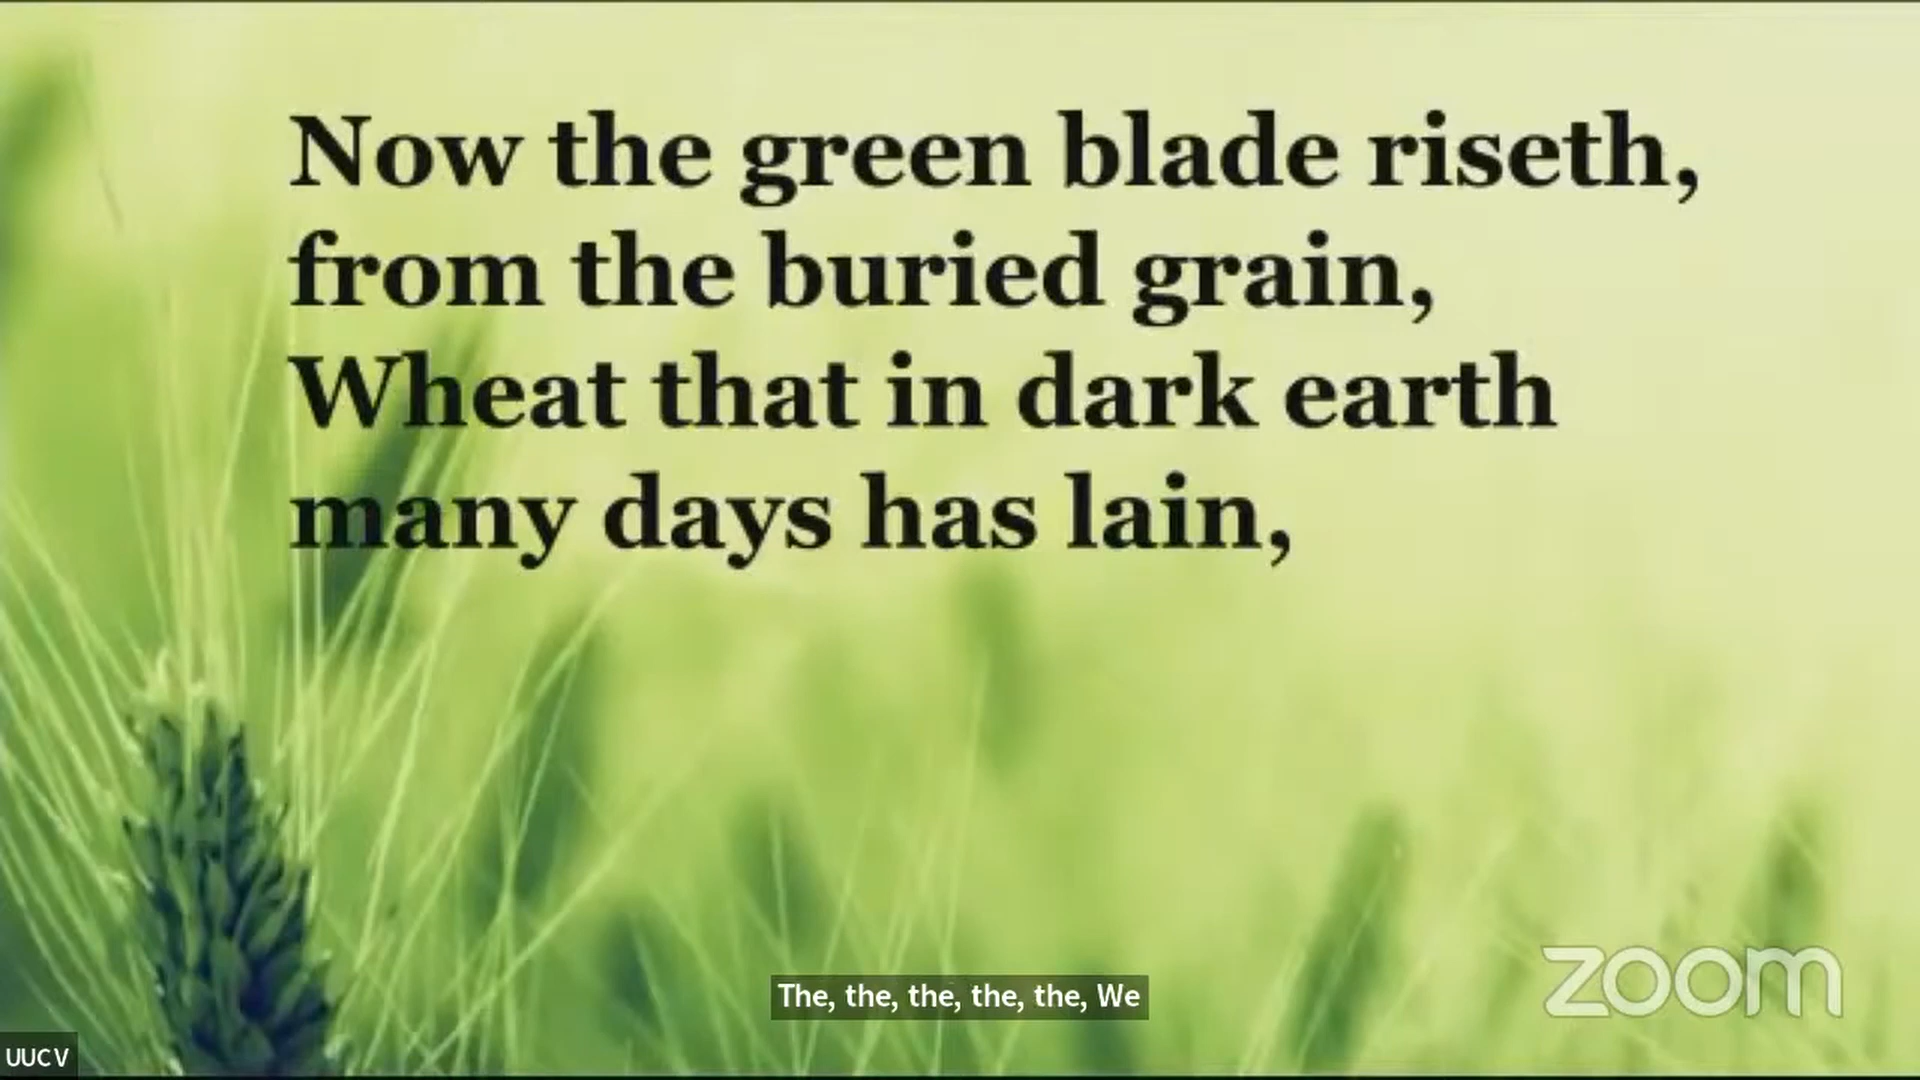 Now the green blade riseth,
from the buried grain,
Wheat that in dark earth
many days has lain,
The, the, the, the, the, We
zoom
UUCV